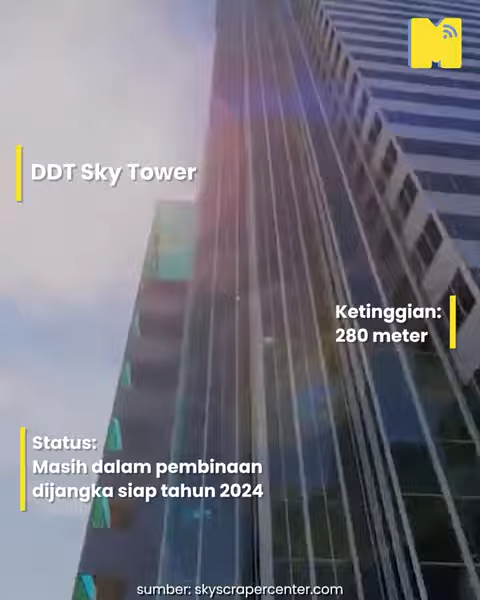 M
DDT Sky Tower
Ketinggian:
280 meter
Status:
Masih dalam pembinaan
dijangka siap tahun 2024
sumber: skyscrapercenter.com